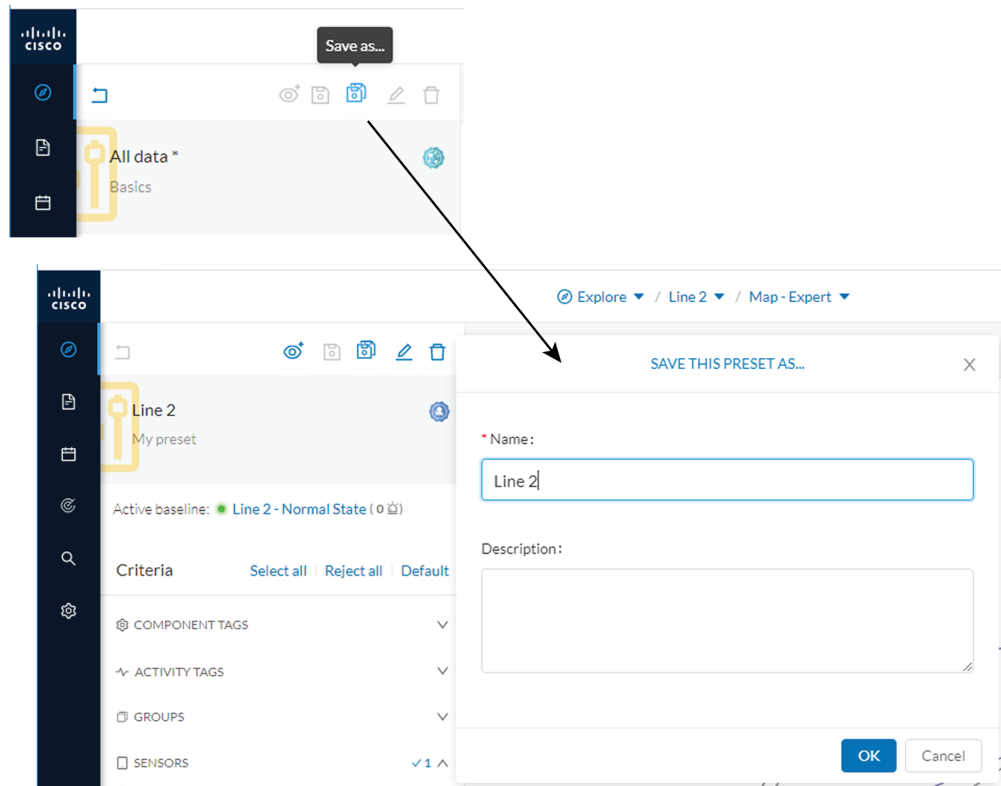 CISCO
Save as...
All data *
Basics
CISCO
Explore / Line 2 / Map - Expert
Line 2
My preset
Active baseline: Line 2 - Normal State ( 0 )
Criteria Select all Reject all Default
COMPONENT TAGS
ACTIVITY TAGS
GROUPS
SENSORS 1
SAVE THIS PRESET AS...
* Name:
Line 2
Description:
OK Cancel